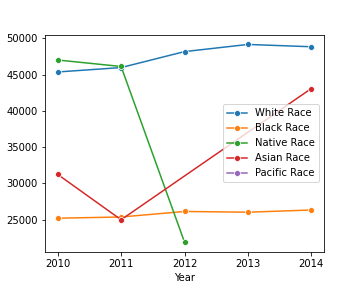 50000
45000
40000
35000
30000
25000
White Race
Black Race
Native Race
Asian Race
Pacific Race
2010 2011 2012 2013 2014
Year